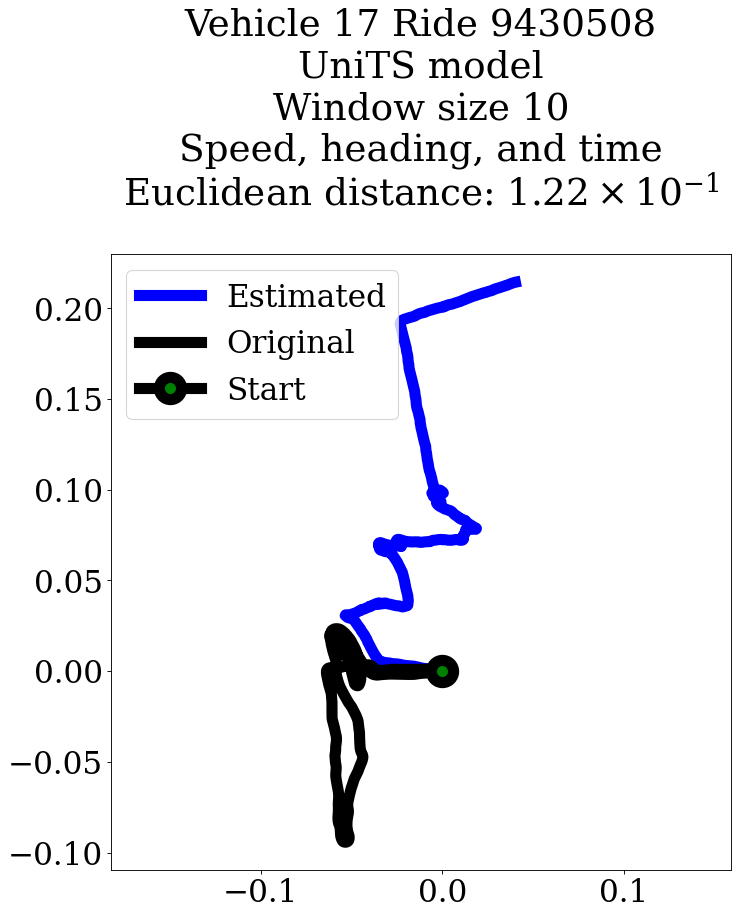 Vehicle 17 Ride 9430508
UniTS model
Window size 10
Speed, heading, and time
Euclidean distance: 1.22 × 10⁻¹
Estimated
Original
Start
0.20
0.15
0.10
0.05
0.00
−0.05
−0.10
−0.1 0.0 0.1